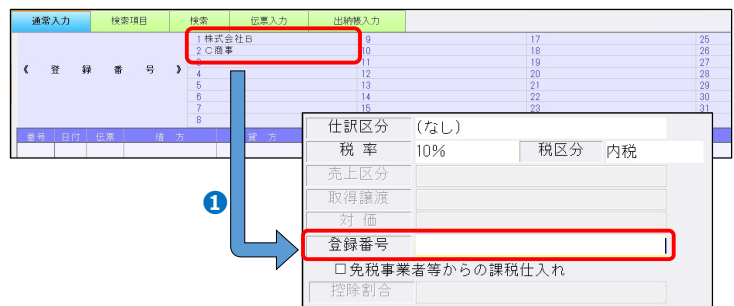 通常入力 検索項目 検索 伝票入力 出納帳入力
1 株式会社B 9 17 25
2 C商事 10 18 26
3 11 19 27
《 登 録 番 号 》 4 12 20 28
5 13 21 29
6 14 22 30
7 15 23 31
8
番号 日付 伝票 借 方 貸 方
仕訳区分 (なし)
税 率 10% 税区分 内税
売上区分
取得譲渡
対 価
1
登録番号
□免税事業者等からの課税仕入れ
控除割合